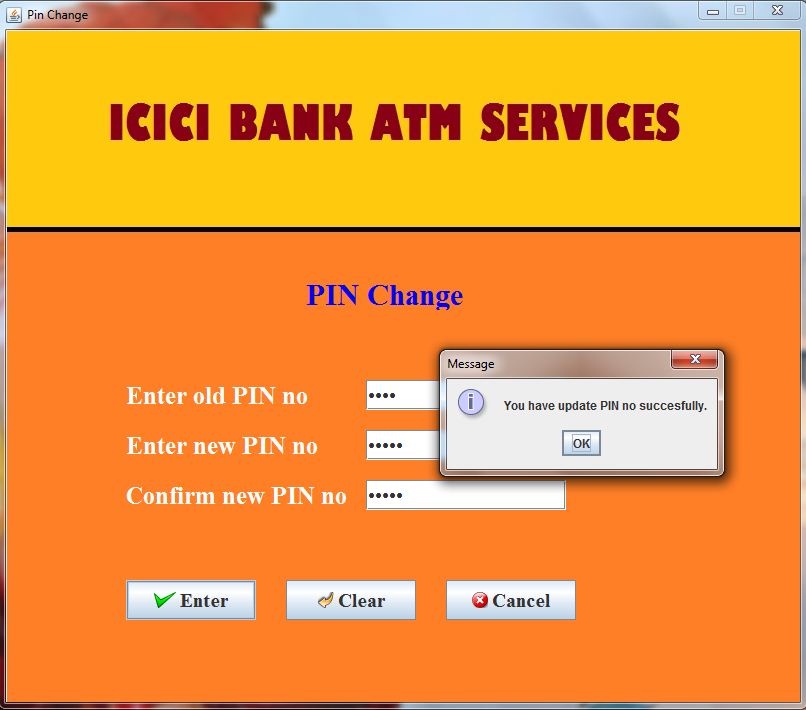 Pin Change
ICICI BANK ATM SERVICES
PIN Change
Message
You have update PIN no succesfully.
OK
Enter old PIN no ••••
Enter new PIN no •••••
Confirm new PIN no •••••
Enter Clear Cancel